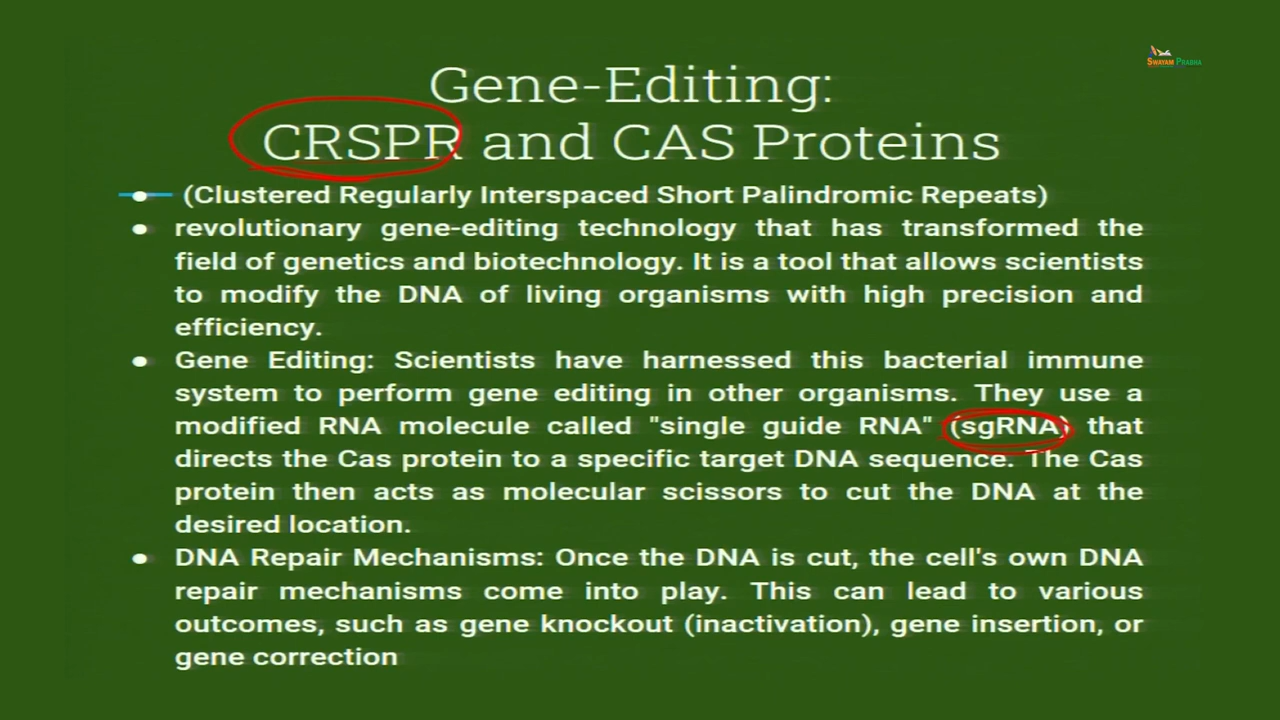 SWAYAM PRABHA
Gene-Editing:
CRSPR and CAS Proteins
● (Clustered Regularly Interspaced Short Palindromic Repeats)
● revolutionary gene-editing technology that has transformed the
field of genetics and biotechnology. It is a tool that allows scientists
to modify the DNA of living organisms with high precision and
efficiency.
● Gene Editing: Scientists have harnessed this bacterial immune
system to perform gene editing in other organisms. They use a
modified RNA molecule called "single guide RNA" (sgRNA) that
directs the Cas protein to a specific target DNA sequence. The Cas
protein then acts as molecular scissors to cut the DNA at the
desired location.
● DNA Repair Mechanisms: Once the DNA is cut, the cell's own DNA
repair mechanisms come into play. This can lead to various
outcomes, such as gene knockout (inactivation), gene insertion, or
gene correction